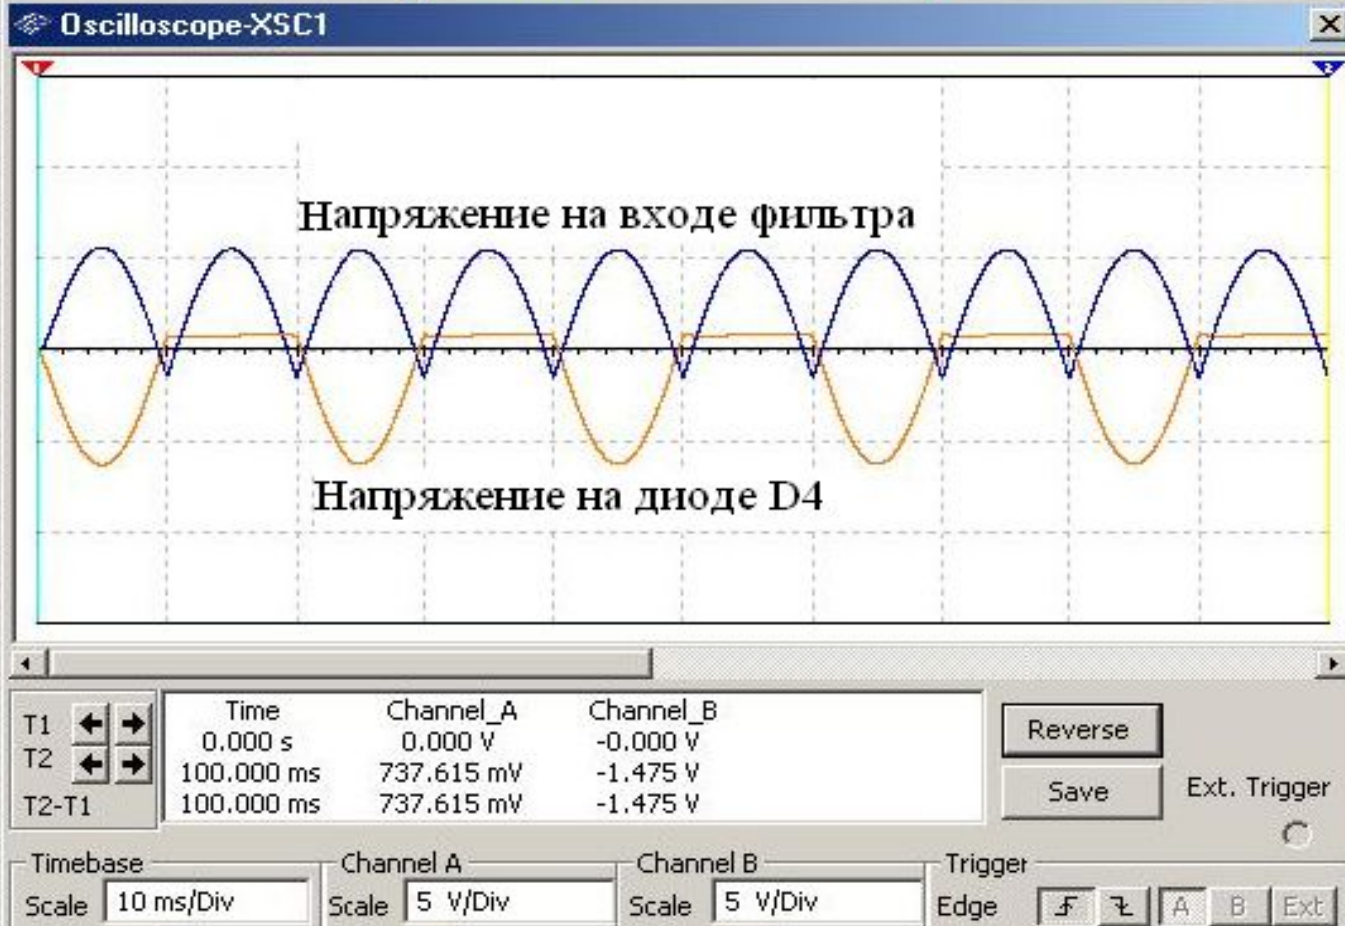 Oscilloscope-XSC1
1
2
Напряжение на входе фильтра
Напряжение на диоде D4
T1
T2
T2-T1
Time Channel_A Channel_B
0.000 s 0.000 V -0.000 V
100.000 ms 737.615 mV -1.475 V
100.000 ms 737.615 mV -1.475 V
Reverse
Save
Ext. Trigger
Timebase
Scale 10 ms/Div
Channel A
Scale 5 V/Div
Channel B
Scale 5 V/Div
Trigger
Edge A B Ext